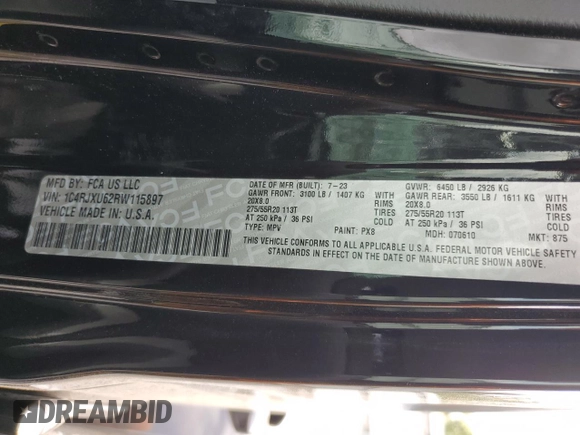 MFD BY: FCA US LLC
VIN: 1C4RJXU62RW115897
VEHICLE MADE IN U.S.A.
DATE OF MFR (BUILT): 7-23 GVWR: 6450 LB / 2926 KG
GAWR FRONT: 3100 LB / 1407 KG WITH GAWR REAR: 3550 LB / 1611 KG WITH
20X8.0 RIMS 20X8.0 RIMS
275/55R20 113T TIRES 275/55R20 113T TIRES
AT 250 kPa / 36 PSI COLD AT 250 kPa / 36 PSI COLD
TYPE: MPV PAINT: PX8 MDH: 070610 MKT: 875
THIS VEHICLE CONFORMS TO ALL APPLICABLE U.S.A. FEDERAL MOTOR VEHICLE SAFETY
STANDARDS IN EFFECT ON THE DATE OF MANUFACTURE SHOWN ABOVE.
DREAMBID